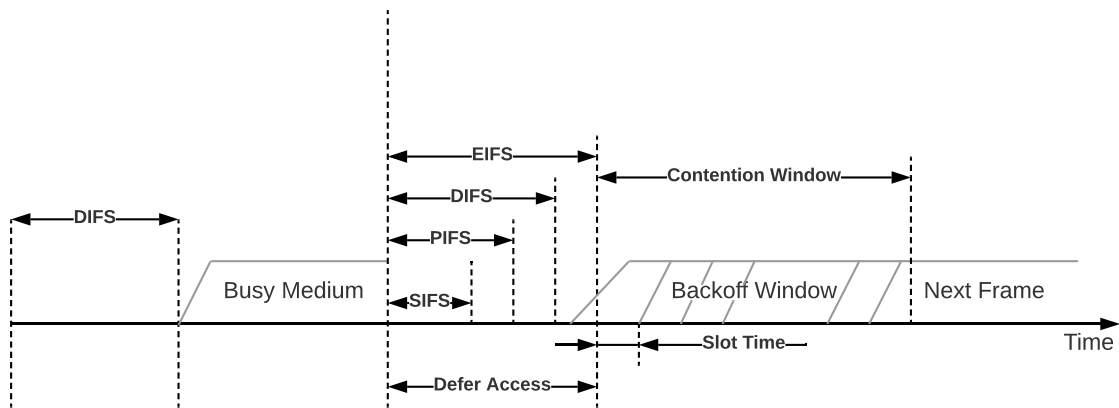 EIFS
Contention Window
DIFS
DIFS
PIFS
Busy Medium
SIFS
Backoff Window
Next Frame
Slot Time
Time
Defer Access